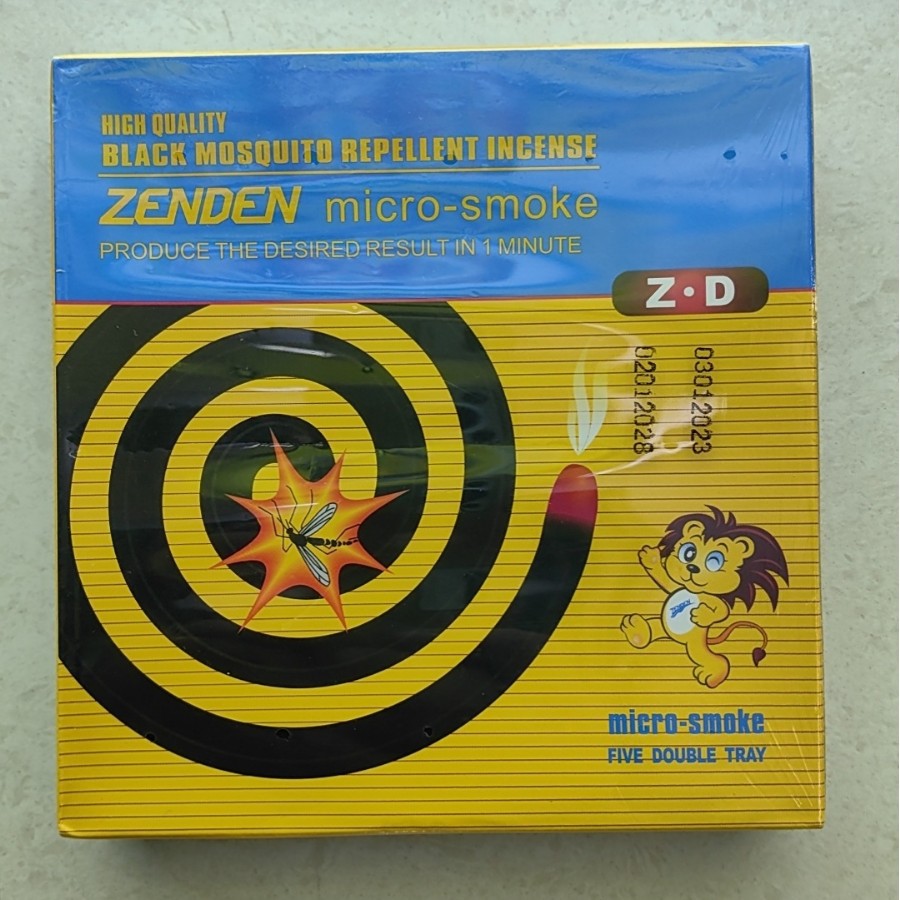 HIGH QUALITY
BLACK MOSQUITO REPELLENT INCENSE
ZENDEN micro-smoke
PRODUCE THE DESIRED RESULT IN 1 MINUTE
Z·D
03012023
02012028
ZENDEN
micro-smoke
FIVE DOUBLE TRAY